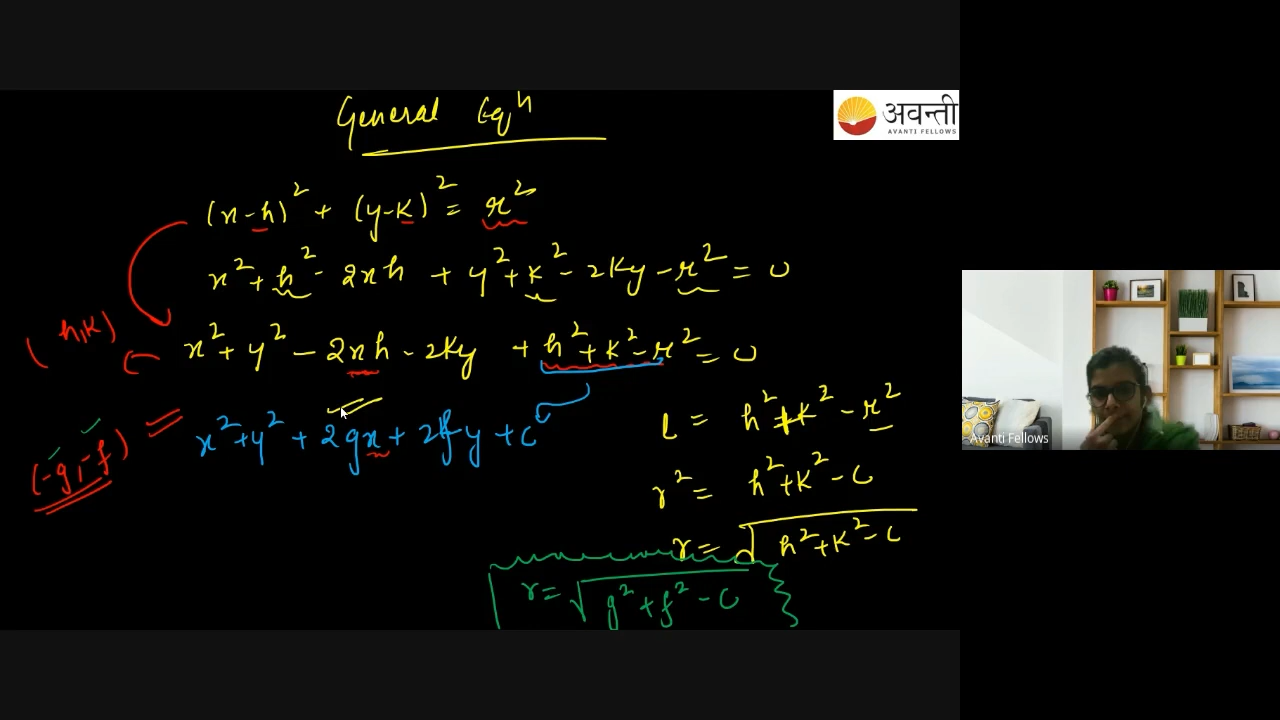 General Eqⁿ
अवन्ती
AVANTI FELLOWS
(x-h)² + (y-k)² = r²
x² + h² - 2xh + y² + k² - 2ky - r² = 0
(h,k)
x² + y² - 2xh - 2ky + h² + k² - r² = 0
(-g, -f) = x² + y² + 2gx + 2fy + c
c = h² + k² - r²
r² = h² + k² - c
r = √h² + k² - c
r = √g² + f² - c
Avanti Fellows